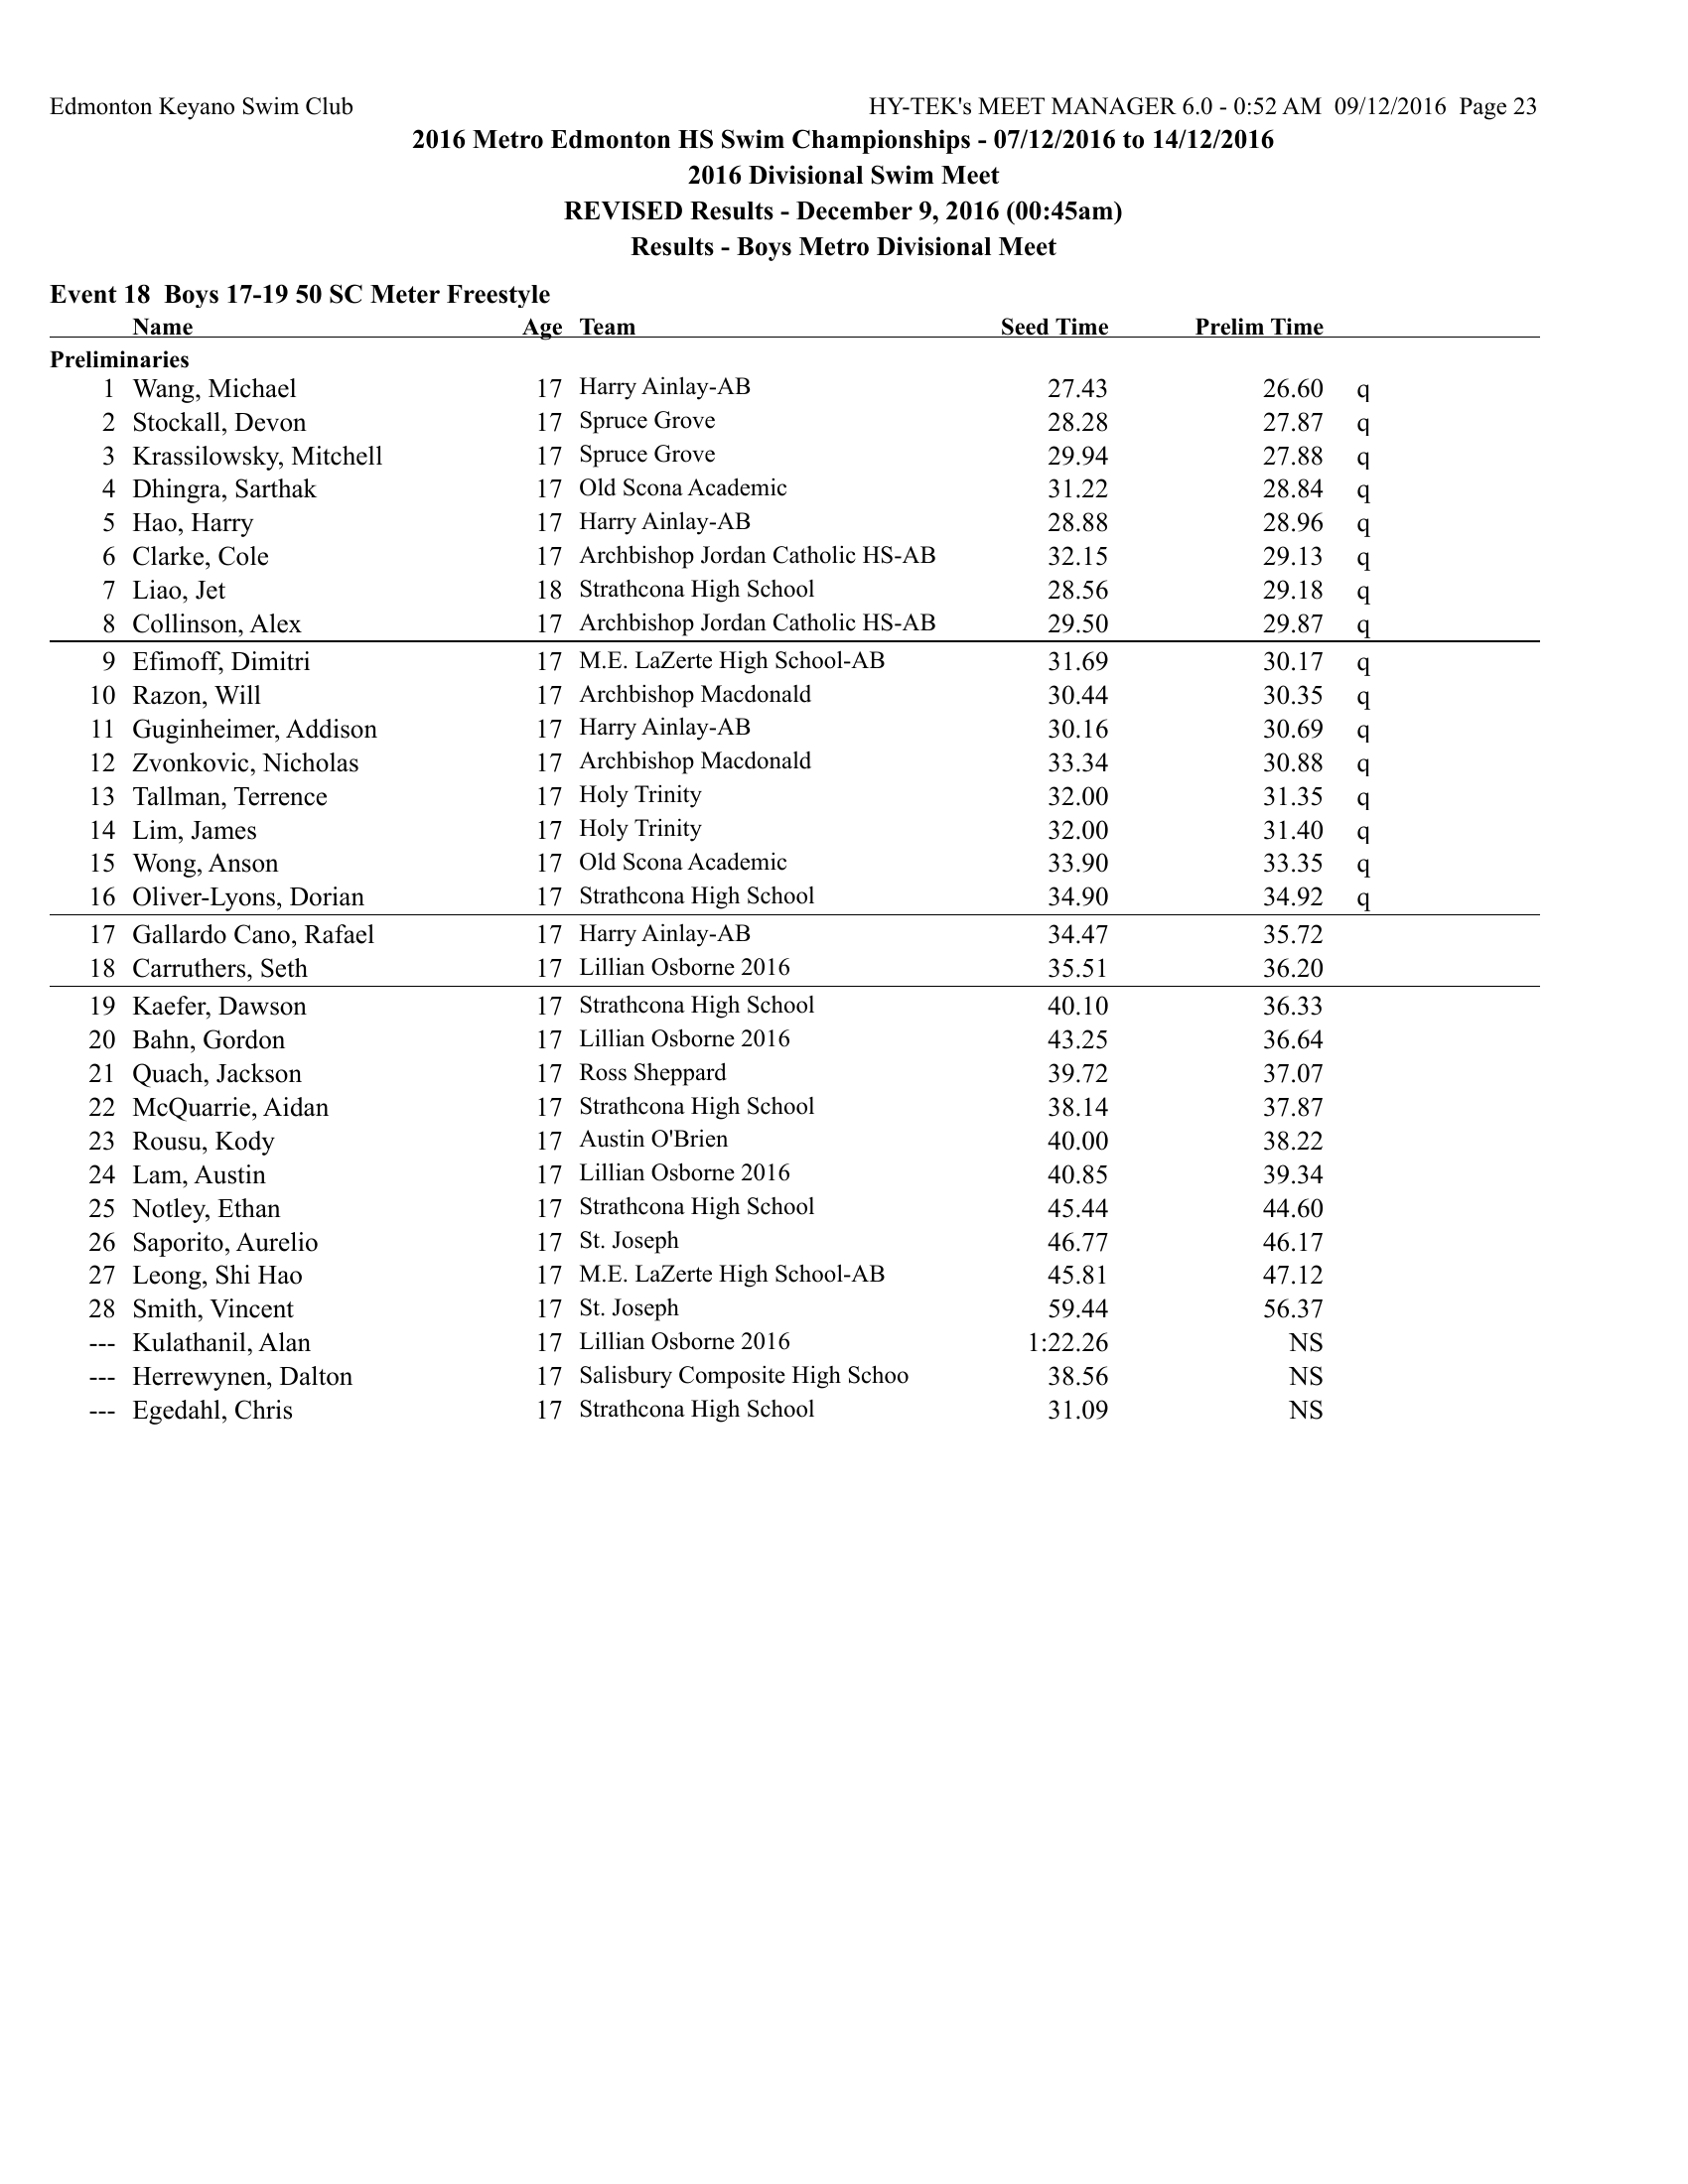 Edmonton Keyano Swim Club HY-TEK's MEET MANAGER 6.0 - 0:52 AM 09/12/2016 Page 23
2016 Metro Edmonton HS Swim Championships - 07/12/2016 to 14/12/2016
2016 Divisional Swim Meet
REVISED Results - December 9, 2016 (00:45am)
Results - Boys Metro Divisional Meet
Event 18 Boys 17-19 50 SC Meter Freestyle
Name Age Team Seed Time Prelim Time
Preliminaries
1 Wang, Michael 17 Harry Ainlay-AB 27.43 26.60 q
2 Stockall, Devon 17 Spruce Grove 28.28 27.87 q
3 Krassilowsky, Mitchell 17 Spruce Grove 29.94 27.88 q
4 Dhingra, Sarthak 17 Old Scona Academic 31.22 28.84 q
5 Hao, Harry 17 Harry Ainlay-AB 28.88 28.96 q
6 Clarke, Cole 17 Archbishop Jordan Catholic HS-AB 32.15 29.13 q
7 Liao, Jet 18 Strathcona High School 28.56 29.18 q
8 Collinson, Alex 17 Archbishop Jordan Catholic HS-AB 29.50 29.87 q
9 Efimoff, Dimitri 17 M.E. LaZerte High School-AB 31.69 30.17 q
10 Razon, Will 17 Archbishop Macdonald 30.44 30.35 q
11 Guginheimer, Addison 17 Harry Ainlay-AB 30.16 30.69 q
12 Zvonkovic, Nicholas 17 Archbishop Macdonald 33.34 30.88 q
13 Tallman, Terrence 17 Holy Trinity 32.00 31.35 q
14 Lim, James 17 Holy Trinity 32.00 31.40 q
15 Wong, Anson 17 Old Scona Academic 33.90 33.35 q
16 Oliver-Lyons, Dorian 17 Strathcona High School 34.90 34.92 q
17 Gallardo Cano, Rafael 17 Harry Ainlay-AB 34.47 35.72
18 Carruthers, Seth 17 Lillian Osborne 2016 35.51 36.20
19 Kaefer, Dawson 17 Strathcona High School 40.10 36.33
20 Bahn, Gordon 17 Lillian Osborne 2016 43.25 36.64
21 Quach, Jackson 17 Ross Sheppard 39.72 37.07
22 McQuarrie, Aidan 17 Strathcona High School 38.14 37.87
23 Rousu, Kody 17 Austin O'Brien 40.00 38.22
24 Lam, Austin 17 Lillian Osborne 2016 40.85 39.34
25 Notley, Ethan 17 Strathcona High School 45.44 44.60
26 Saporito, Aurelio 17 St. Joseph 46.77 46.17
27 Leong, Shi Hao 17 M.E. LaZerte High School-AB 45.81 47.12
28 Smith, Vincent 17 St. Joseph 59.44 56.37
--- Kulathanil, Alan 17 Lillian Osborne 2016 1:22.26 NS
--- Herrewynen, Dalton 17 Salisbury Composite High Schoo 38.56 NS
--- Egedahl, Chris 17 Strathcona High School 31.09 NS